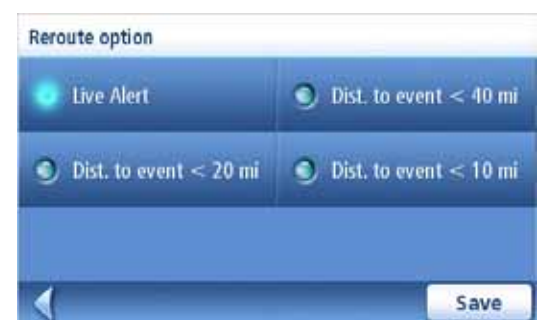 Reroute option
Live Alert
Dist. to event < 40 mi
Dist. to event < 20 mi
Dist. to event < 10 mi
Save